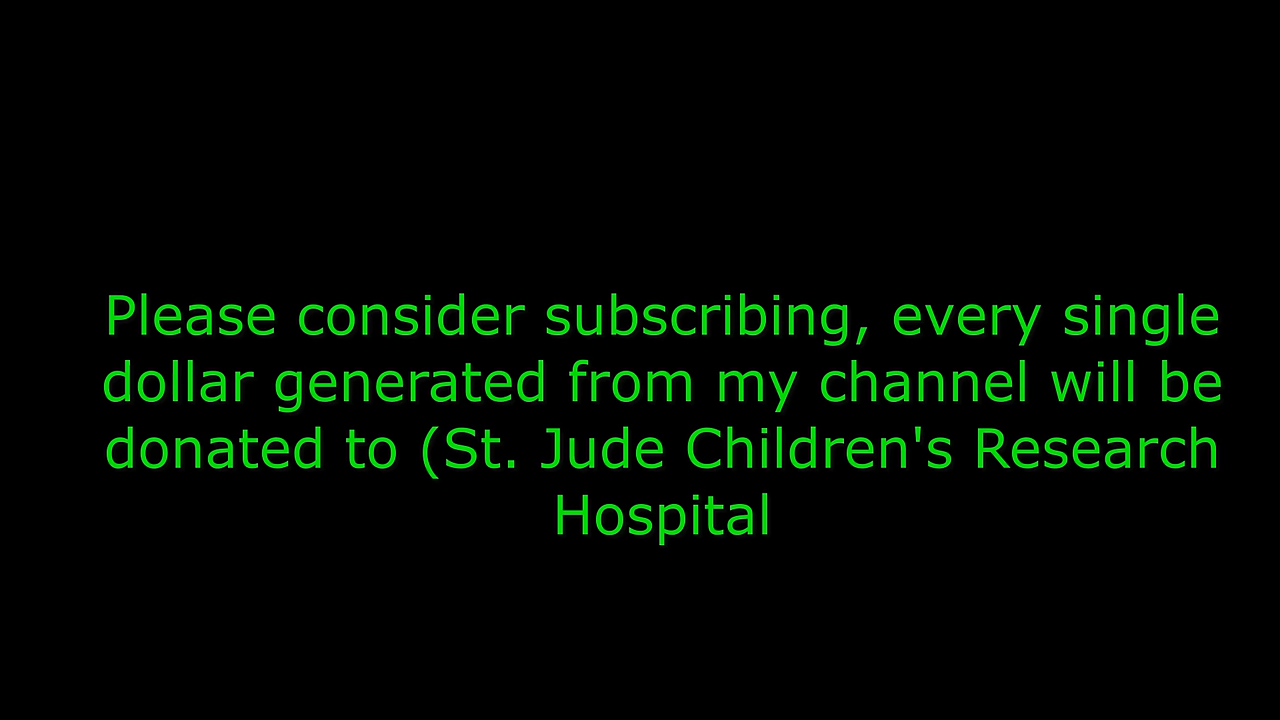 Please consider subscribing, every single
dollar generated from my channel will be
donated to (St. Jude Children's Research
Hospital